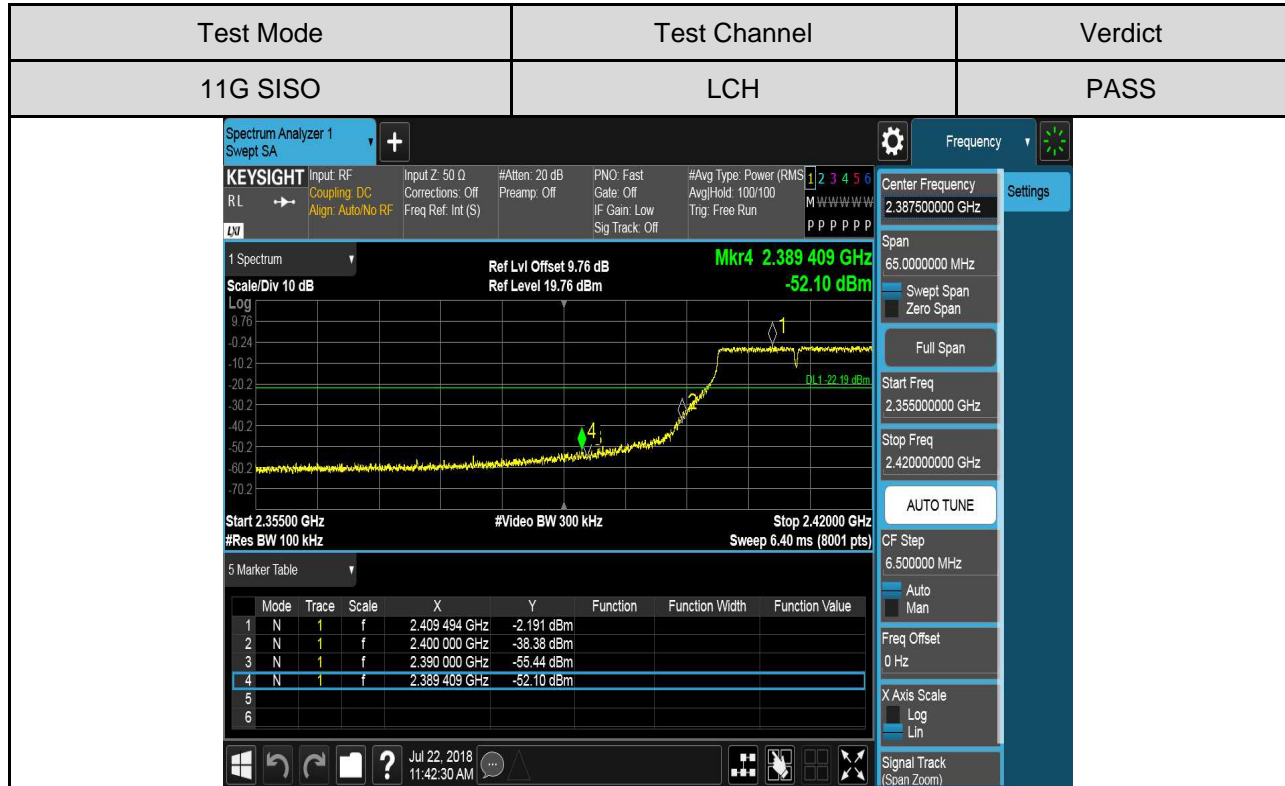 Test Mode Test Channel Verdict
11G SISO LCH PASS
Spectrum Analyzer 1
Swept SA
+
Frequency
KEYSIGHT
RL
LXI
Input: RF
Coupling: DC
Align: Auto/No RF
Input Z: 50 Ω
Corrections: Off
Freq Ref: Int (S)
#Atten: 20 dB
Preamp: Off
PNO: Fast
Gate: Off
IF Gain: Low
Sig Track: Off
#Avg Type: Power (RMS
Avg|Hold: 100/100
Trig: Free Run
1 2 3 4 5 6
M W W W W W
P P P P P P
1 Spectrum
Scale/Div 10 dB
Ref Lvl Offset 9.76 dB
Ref Level 19.76 dBm
Mkr4 2.389 409 GHz
-52.10 dBm
Log
9.76
-0.24
-10.2
-20.2
-30.2
-40.2
-50.2
-60.2
-70.2
1
DL1 -22.19 dBm
2
4
Start 2.35500 GHz #Video BW 300 kHz Stop 2.42000 GHz
#Res BW 100 kHz Sweep 6.40 ms (8001 pts)
5 Marker Table
Mode Trace Scale X Y Function Function Width Function Value
1 N 1 f 2.409 494 GHz -2.191 dBm
2 N 1 f 2.400 000 GHz -38.38 dBm
3 N 1 f 2.390 000 GHz -55.44 dBm
4 N 1 f 2.389 409 GHz -52.10 dBm
5
6
?
Jul 22, 2018
11:42:30 AM
Center Frequency
2.387500000 GHz
Settings
Span
65.0000000 MHz
Swept Span
Zero Span
Full Span
Start Freq
2.355000000 GHz
Stop Freq
2.420000000 GHz
AUTO TUNE
CF Step
6.500000 MHz
Auto
Man
Freq Offset
0 Hz
X Axis Scale
Log
Lin
Signal Track
(Span Zoom)